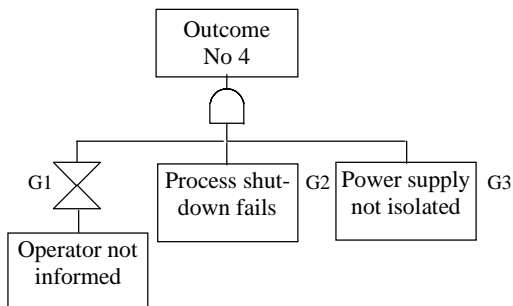 Outcome
No 4
G1
Process shut-
down fails
G2
Power supply
not isolated
G3
Operator not
informed